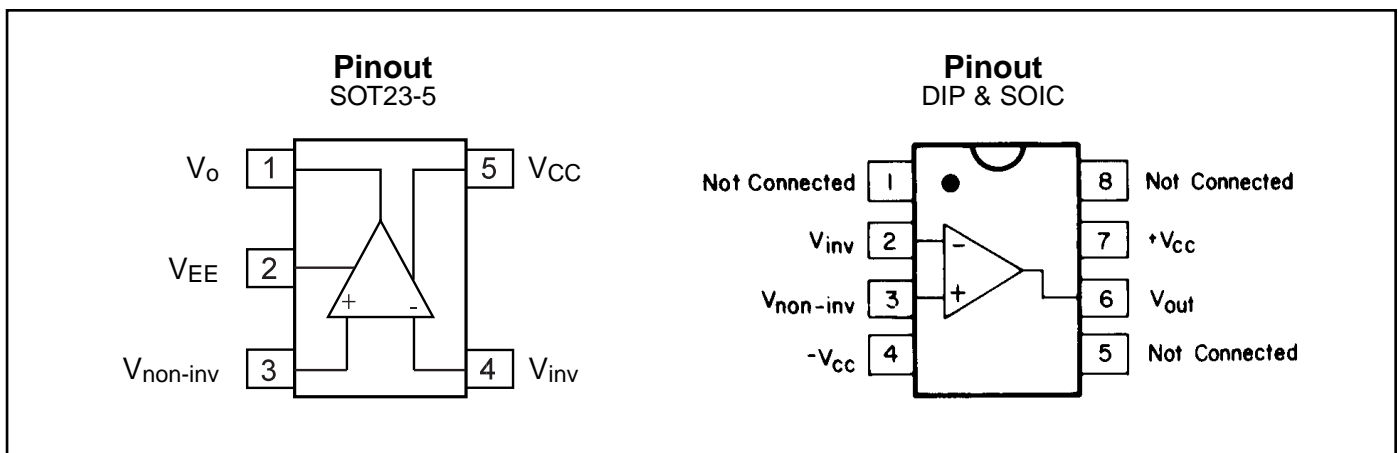 Pinout
SOT23-5
Vo 1
5 VCC
VEE 2
+
-
Vnon-inv 3
4 Vinv
Pinout
DIP & SOIC
Not Connected 1
8 Not Connected
Vinv 2
-
7 +Vcc
Vnon-inv 3
+
6 Vout
-Vcc 4
5 Not Connected